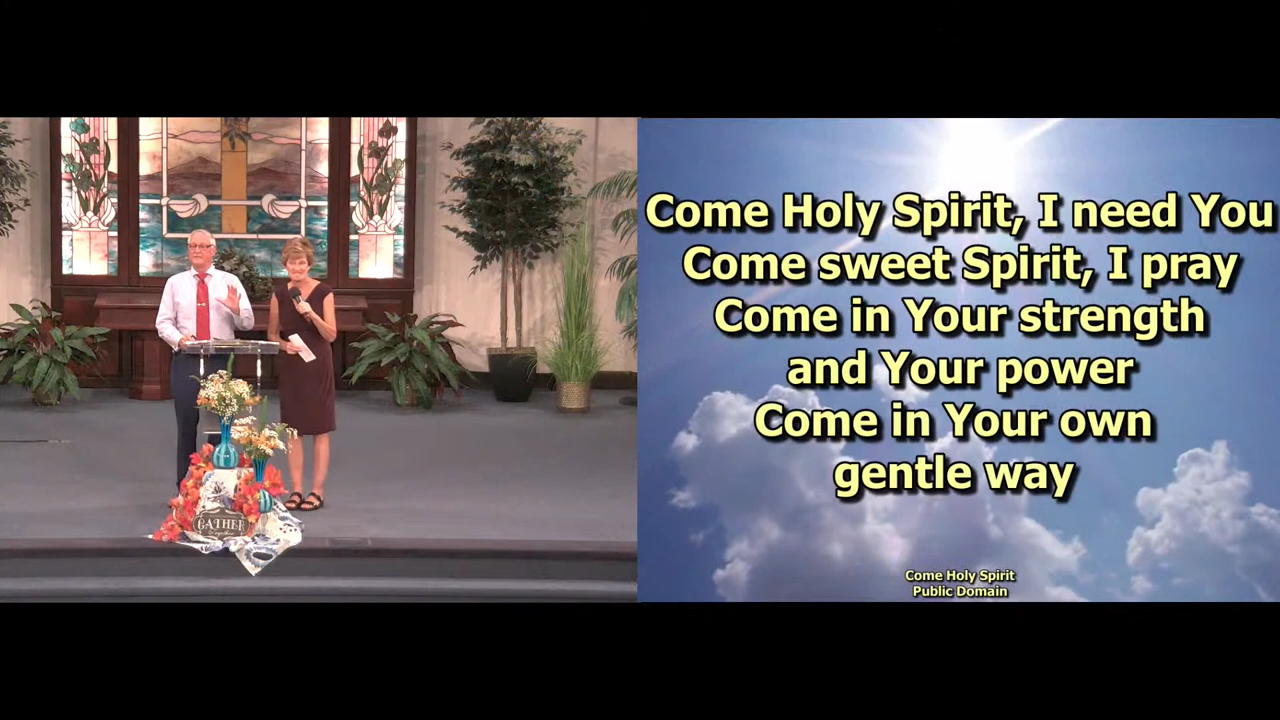 Come Holy Spirit, I need You
Come sweet Spirit, I pray
Come in Your strength
and Your power
Come in Your own
gentle way
Come Holy Spirit
Public Domain
GATHER
Together